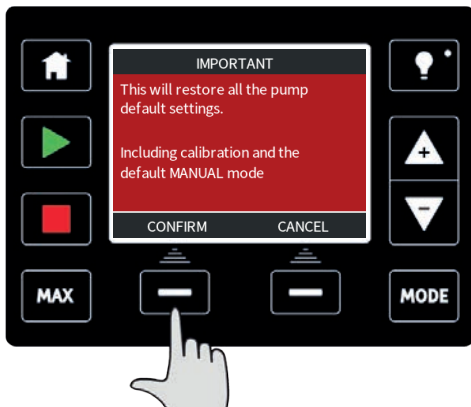 IMPORTANT
This will restore all the pump
default settings.
Including calibration and the
default MANUAL mode
CONFIRM CANCEL
+
−
MAX
MODE